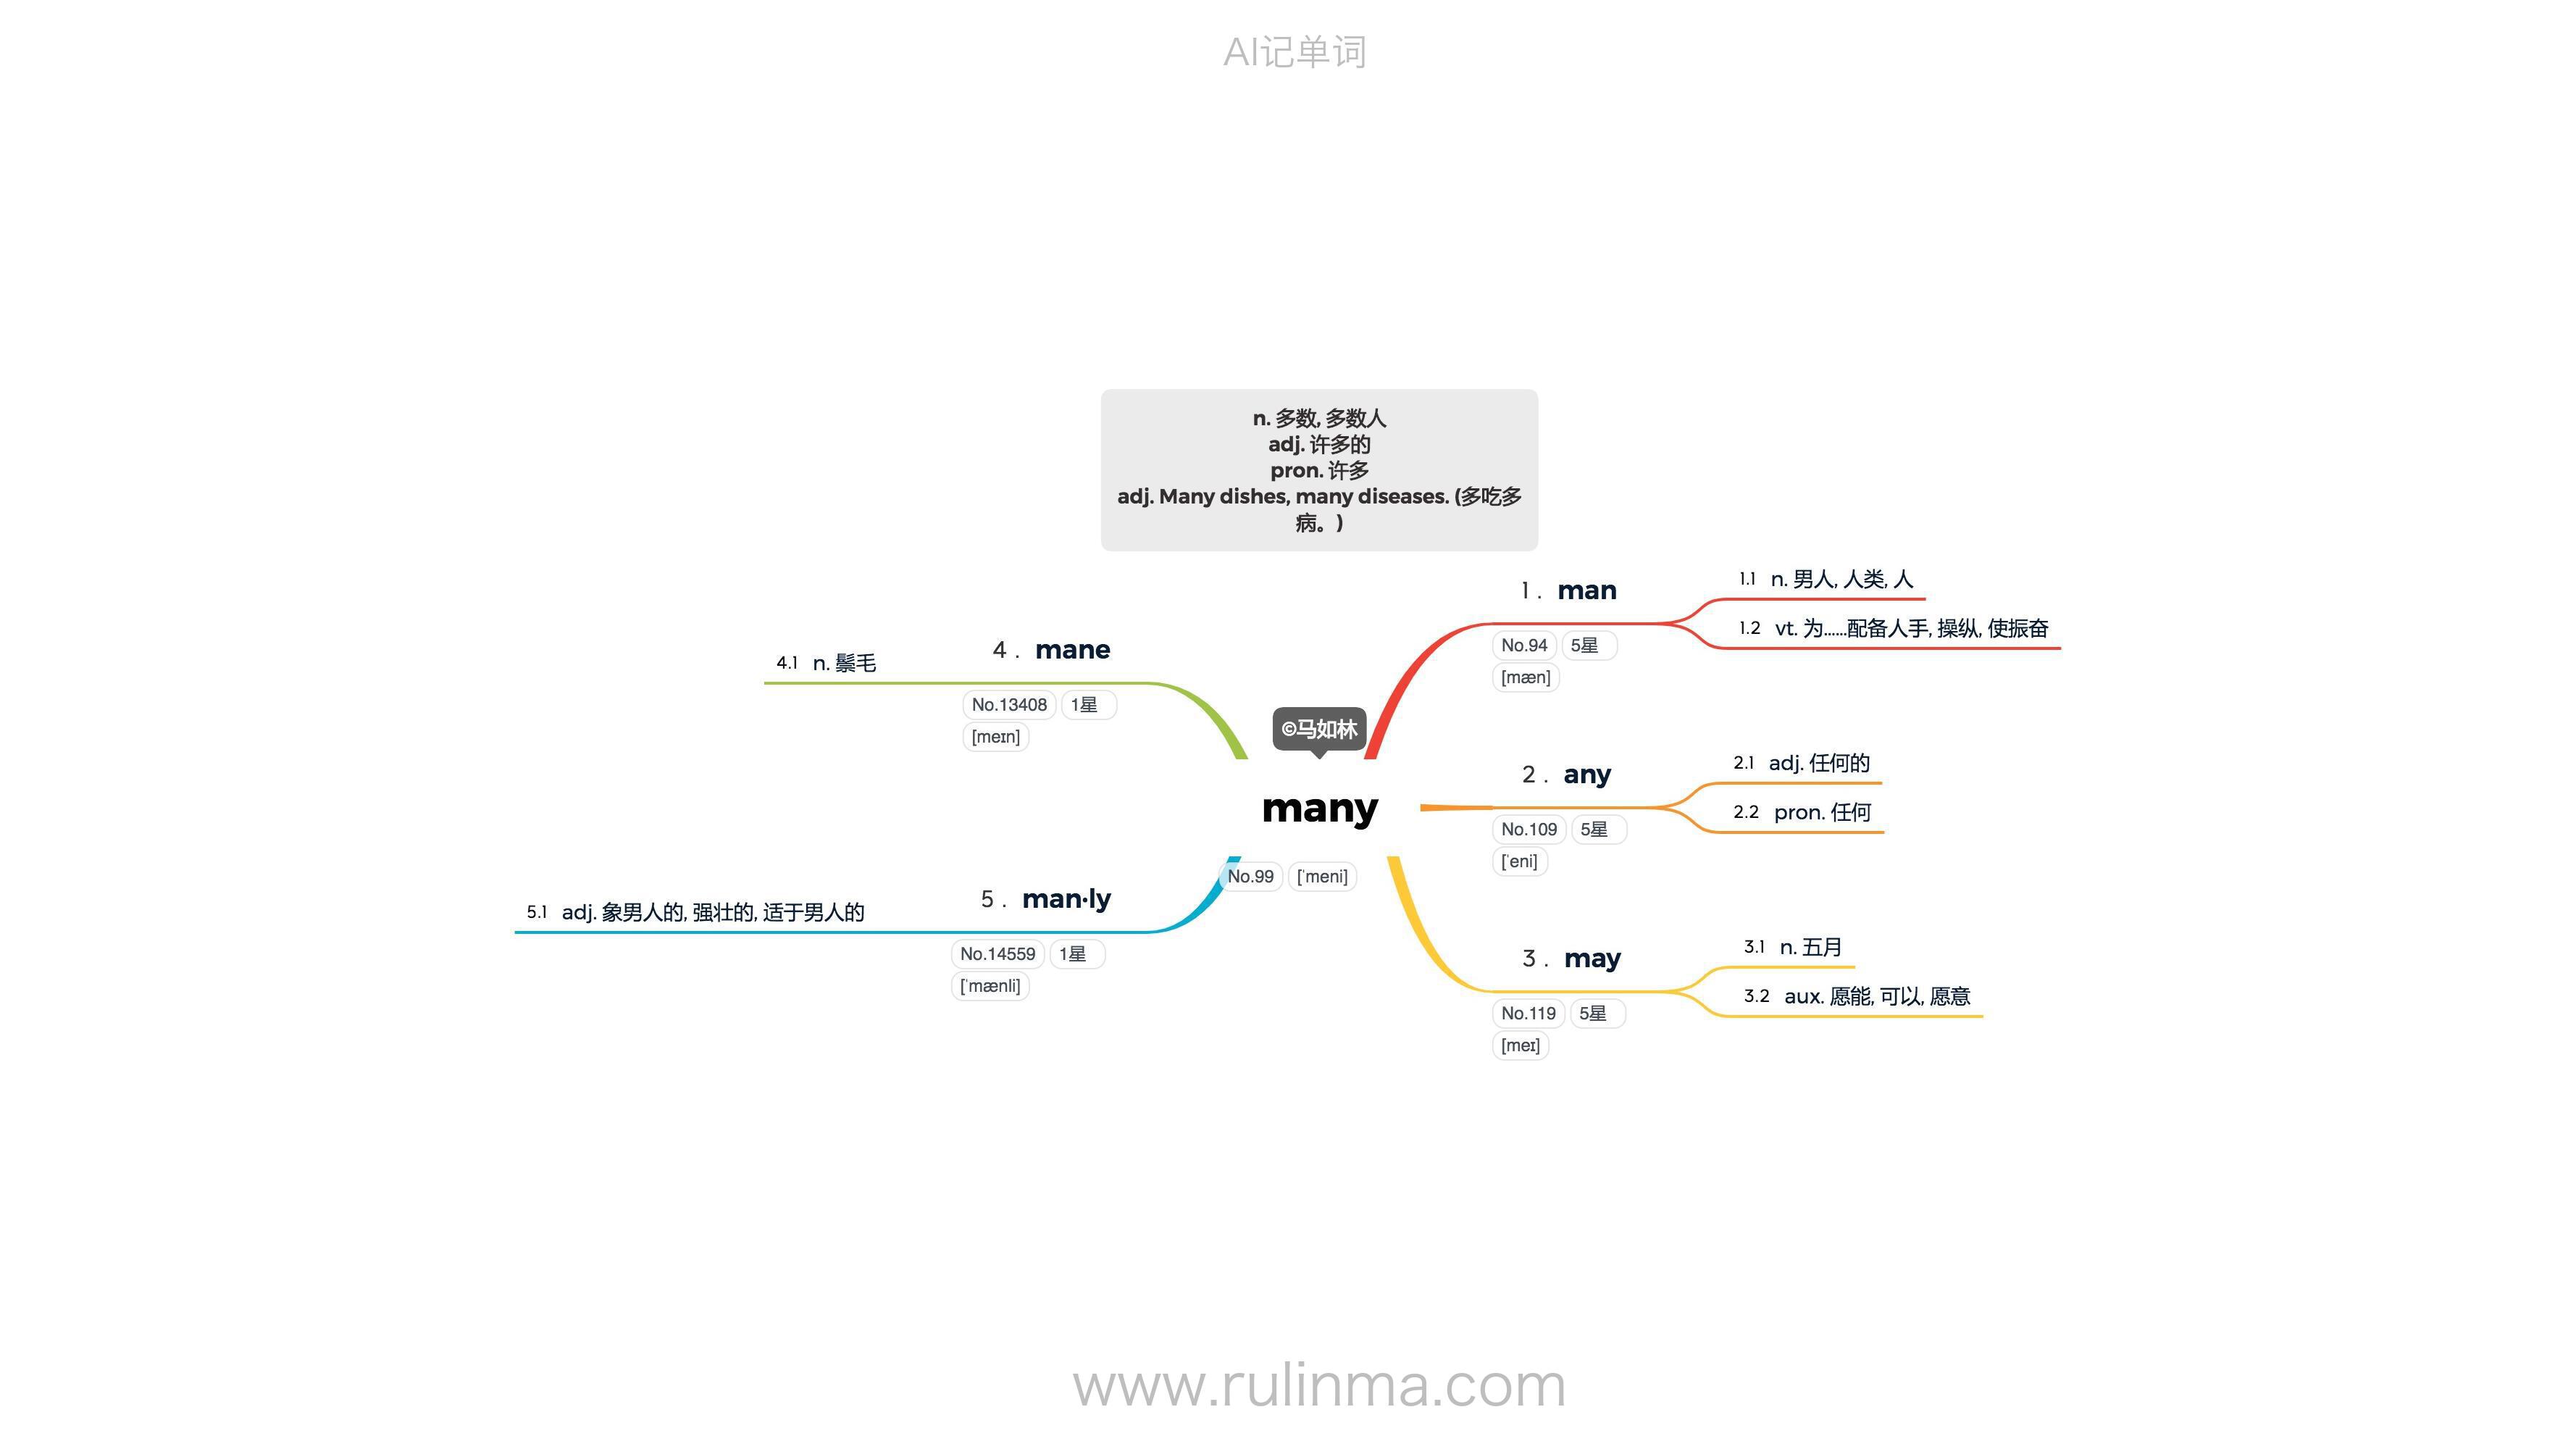 AI记单词
n. 多数, 多数人
adj. 许多的
pron. 许多
adj. Many dishes, many diseases. (多吃多
病。)
©马如林
many
No.99 [ˈmeni]
1 . man
No.94 5星
[mæn]
1.1 n. 男人, 人类, 人
1.2 vt. 为……配备人手, 操纵, 使振奋
2 . any
No.109 5星
[ˈeni]
2.1 adj. 任何的
2.2 pron. 任何
3 . may
No.119 5星
[meɪ]
3.1 n. 五月
3.2 aux. 愿能, 可以, 愿意
4 . mane
No.13408 1星
[meɪn]
4.1 n. 鬃毛
5 . man·ly
No.14559 1星
[ˈmænli]
5.1 adj. 象男人的, 强壮的, 适于男人的
www.rulinma.com